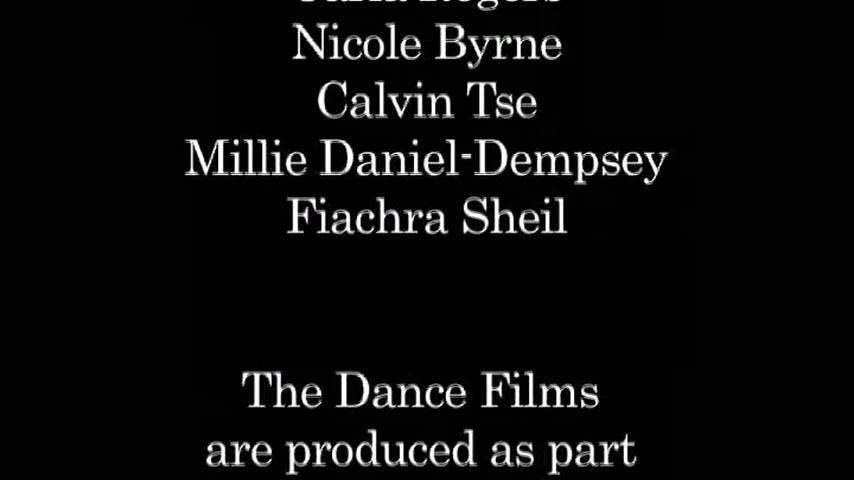 Nicole Byrne
Calvin Tse
Millie Daniel-Dempsey
Fiachra Sheil
The Dance Films
are produced as part